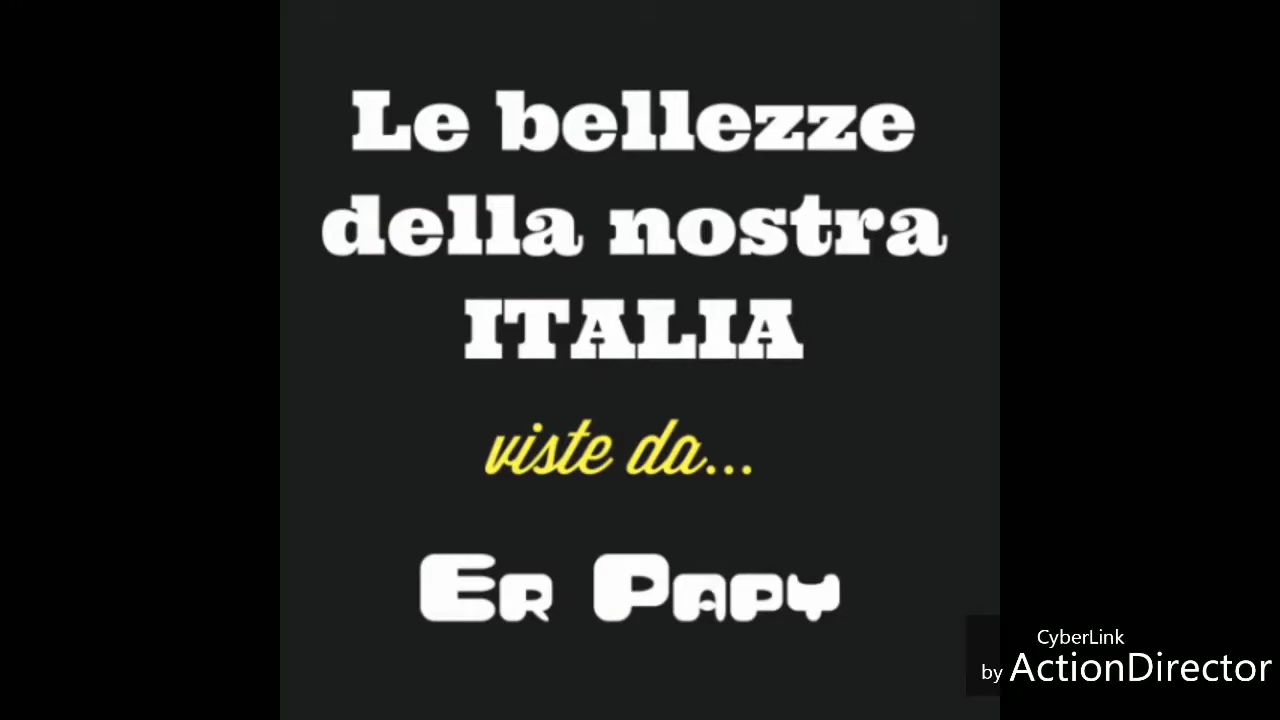 Le bellezze
della nostra
ITALIA
viste da...
Er Papy
CyberLink
by ActionDirector